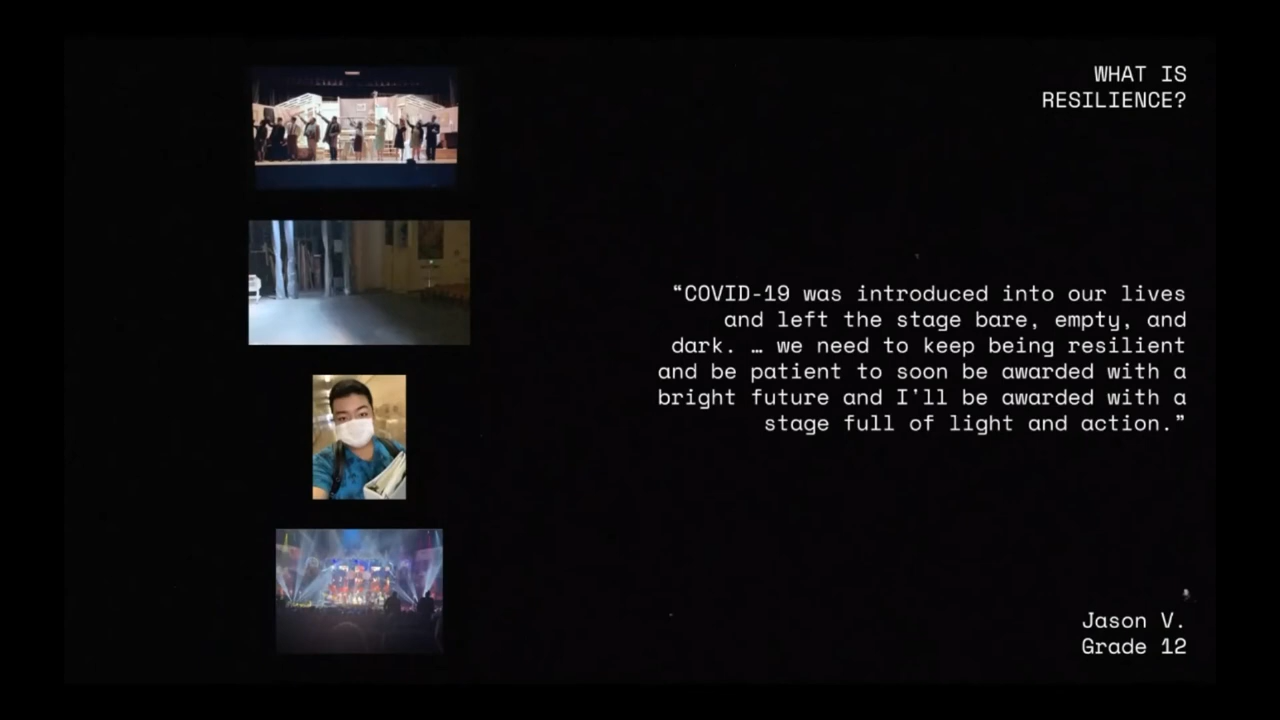 WHAT IS
RESILIENCE?
“COVID-19 was introduced into our lives
and left the stage bare, empty, and
dark. … we need to keep being resilient
and be patient to soon be awarded with a
bright future and I’ll be awarded with a
stage full of light and action.”
Jason V.
Grade 12